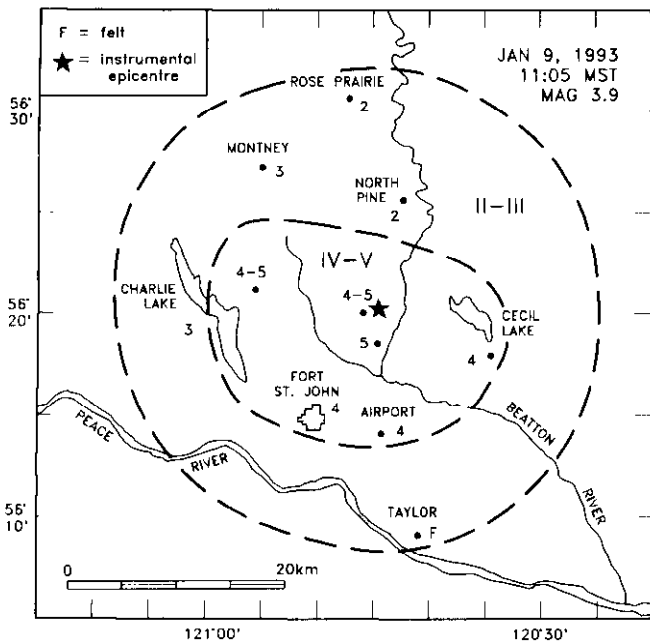 F = felt
★ = instrumental
epicentre
JAN 9, 1993
11:05 MST
MAG 3.9
ROSE PRAIRIE
2
56°
30'
MONTNEY
3
NORTH
PINE
2
II-III
IV-V
4-5
4-5
CHARLIE
LAKE
3
56°
20'
CECIL
LAKE
5
4
FORT
ST. JOHN
4
AIRPORT
4
PEACE
RIVER
BEATTON
RIVER
56°
10'
TAYLOR
F
0
20km
121°00'
120°30'